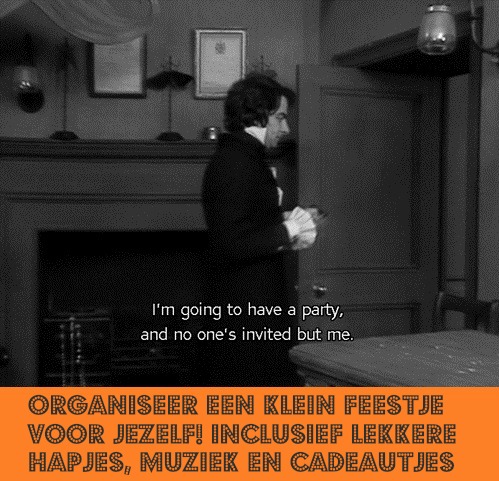 I'm going to have a party,
and no one's invited but me.
ORGANISEER EEN KLEIN FEESTJE
VOOR JEZELF! INCLUSIEF LEKKERE
HAPJES, MUZIEK EN CADEAUTJES